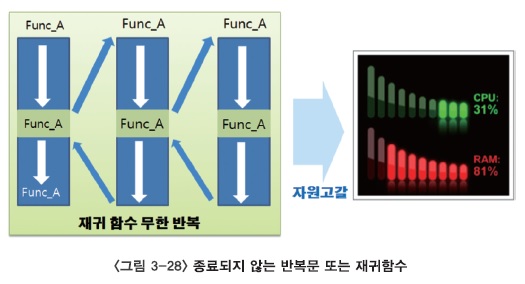 Func_A
Func_A
Func_A
Func_A
Func_A
Func_A
Func_A
Func_A
재귀 함수 무한 반복
자원고갈
CPU:
31%
RAM:
81%
<그림 3-28> 종료되지 않는 반복문 또는 재귀함수